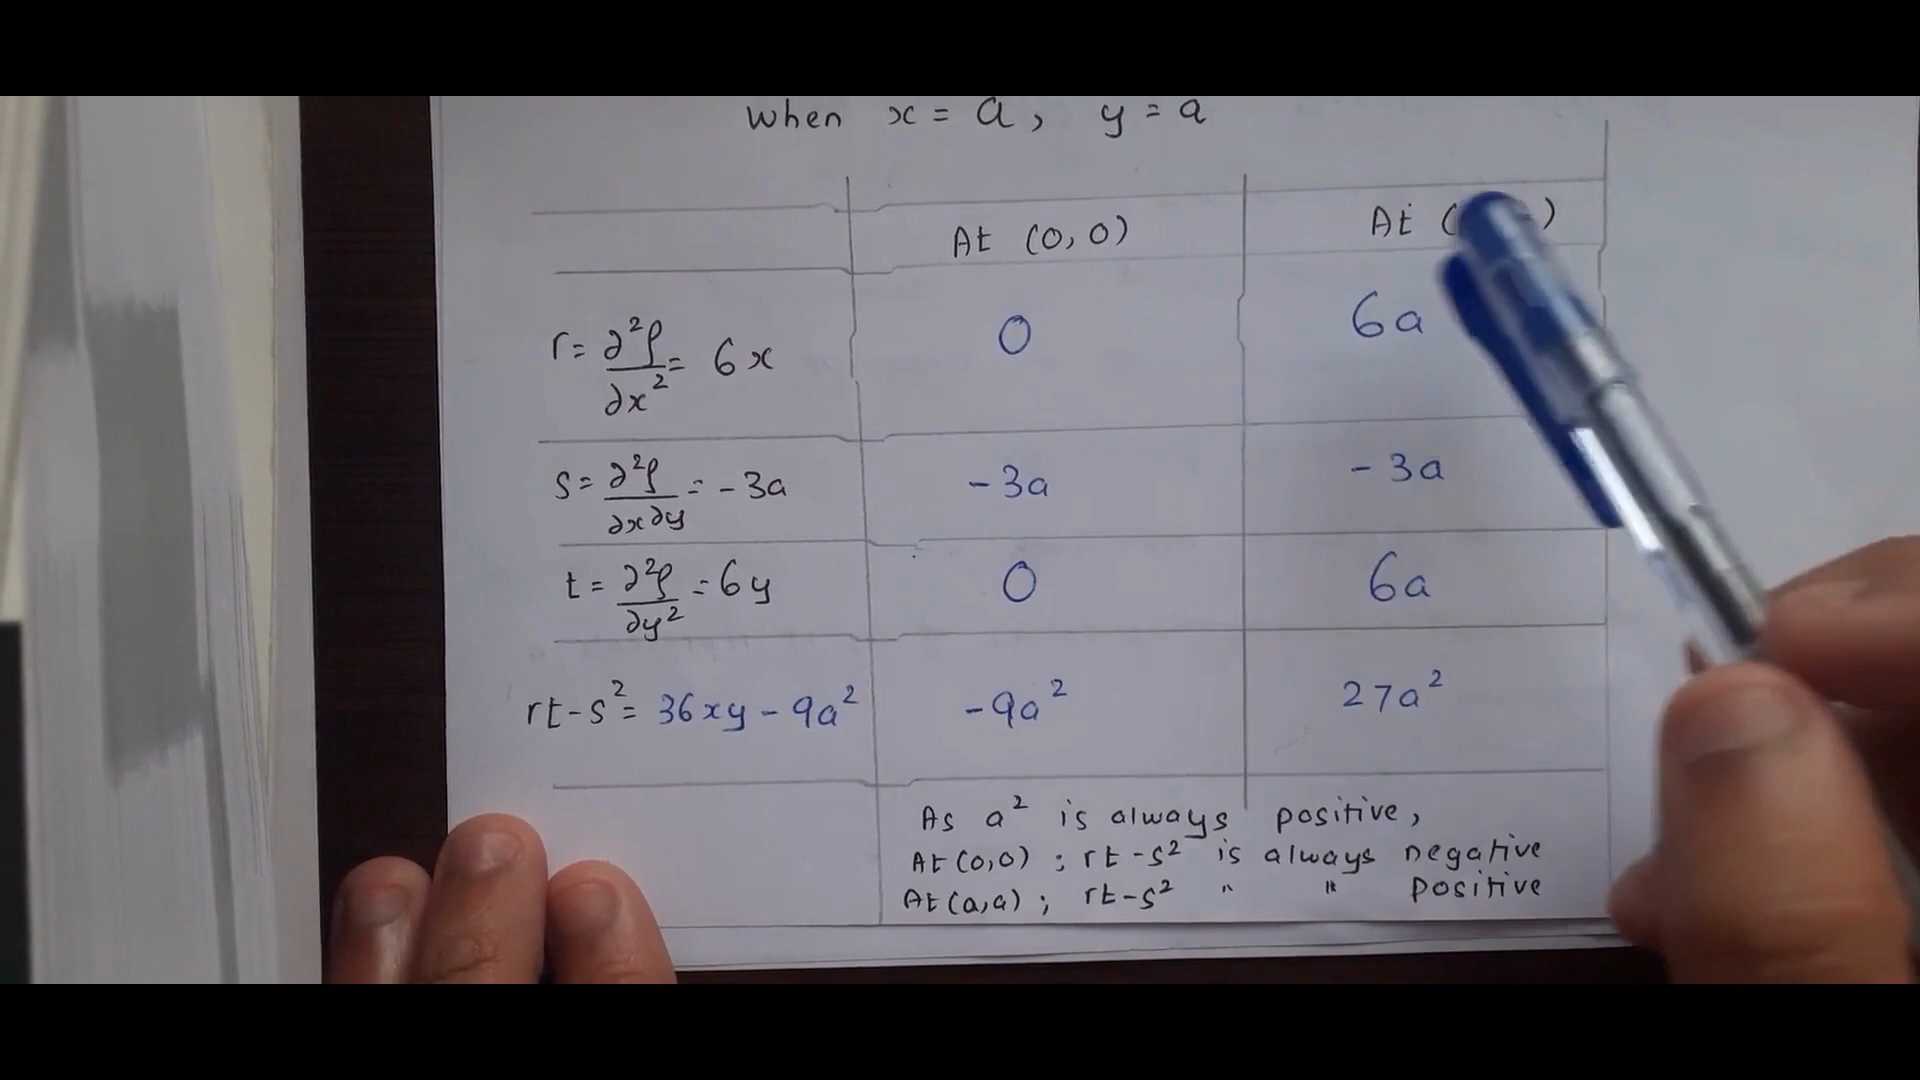 when x = a, y = a
At (0,0) At ( )
r = ∂²f/∂x² = 6x 0 6a
s = ∂²f/∂x∂y = -3a -3a -3a
t = ∂²f/∂y² = 6y 0 6a
rt-s² = 36xy - 9a² -9a² 27a²
As a² is always positive,
At (0,0) ; rt-s² is always negative
At (a,a) ; rt-s² " " positive